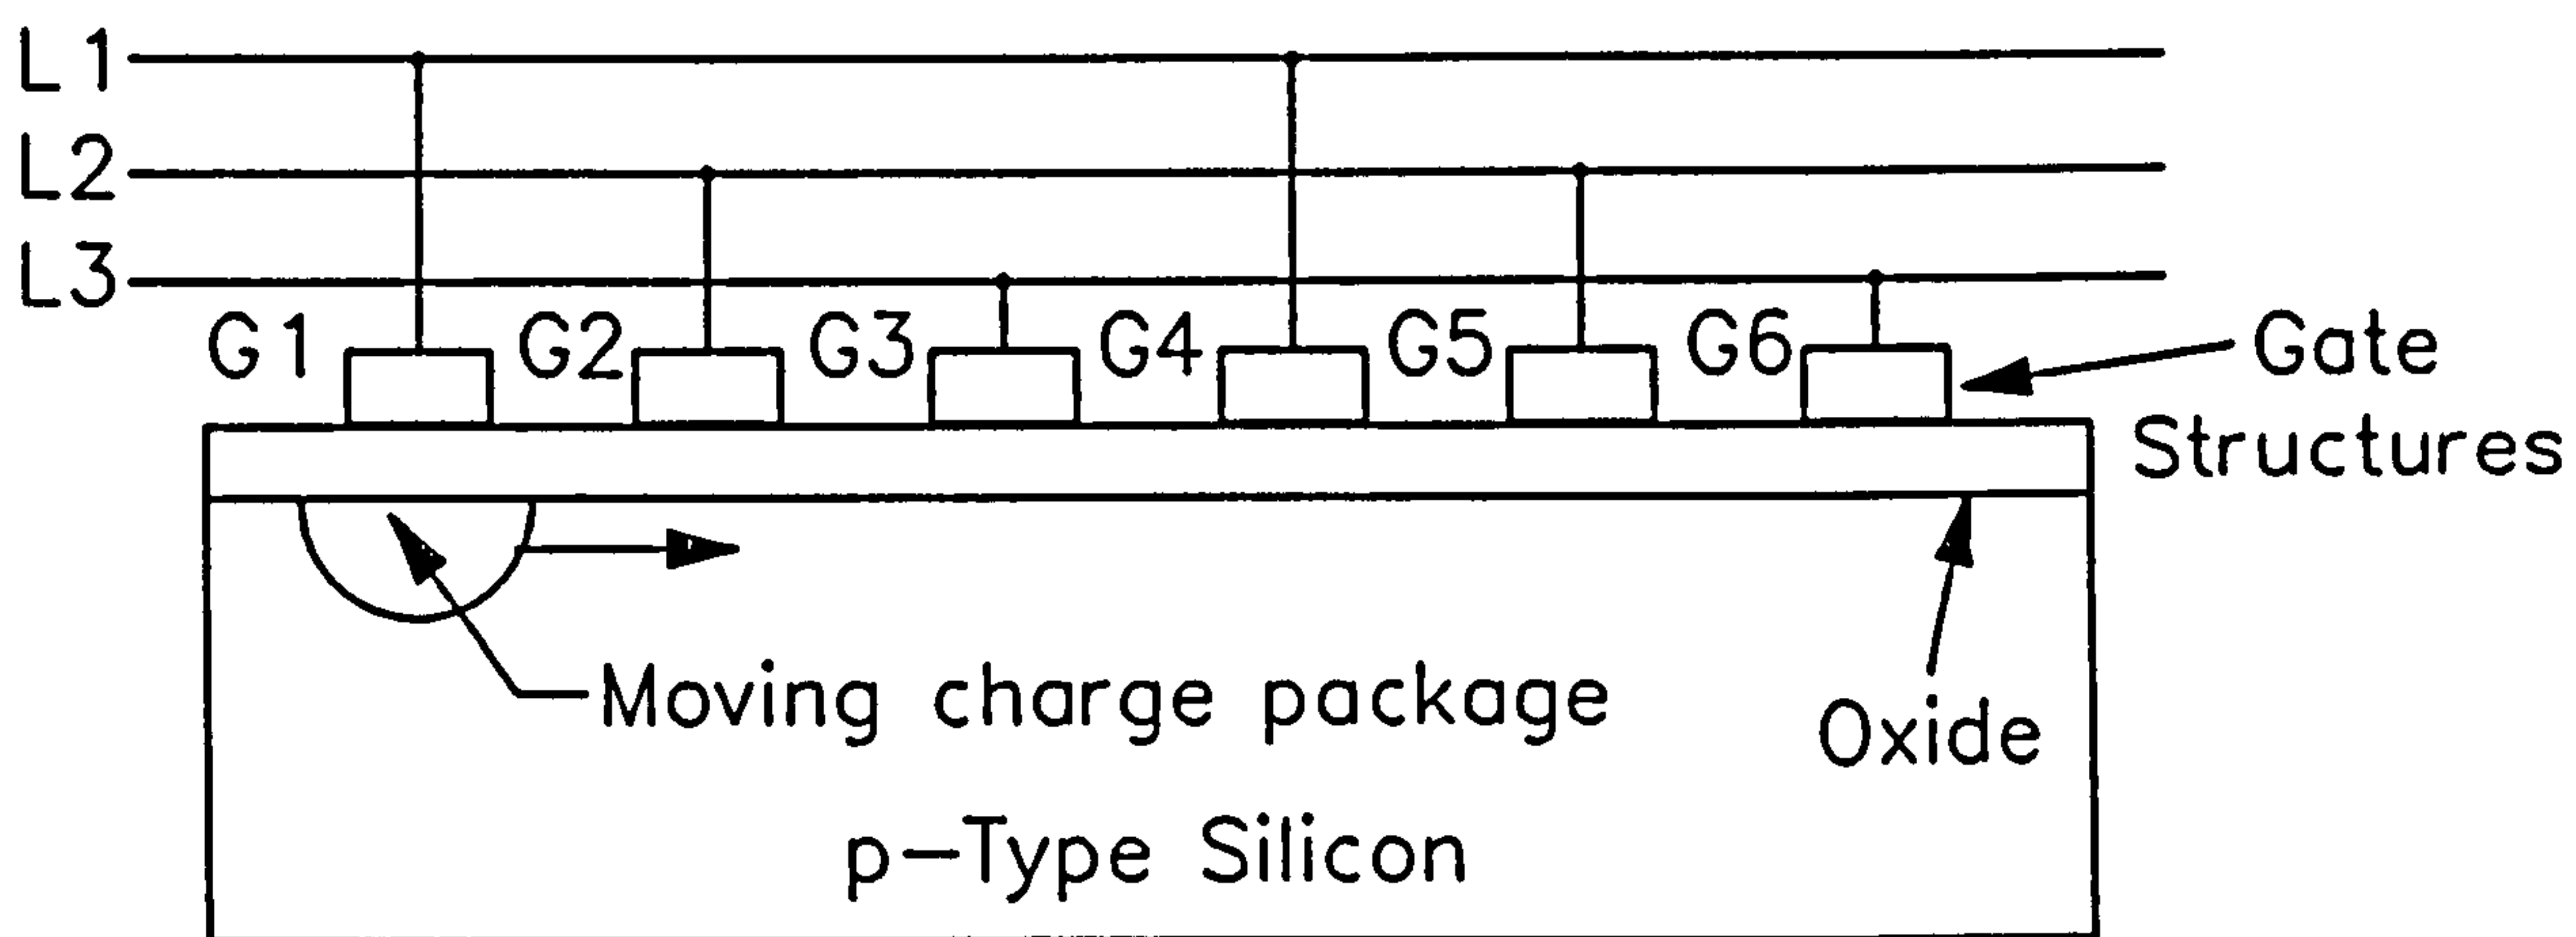 L1
L2
L3
G1
G2
G3
G4
G5
G6
Gate
Structures
Moving charge package
Oxide
p-Type Silicon